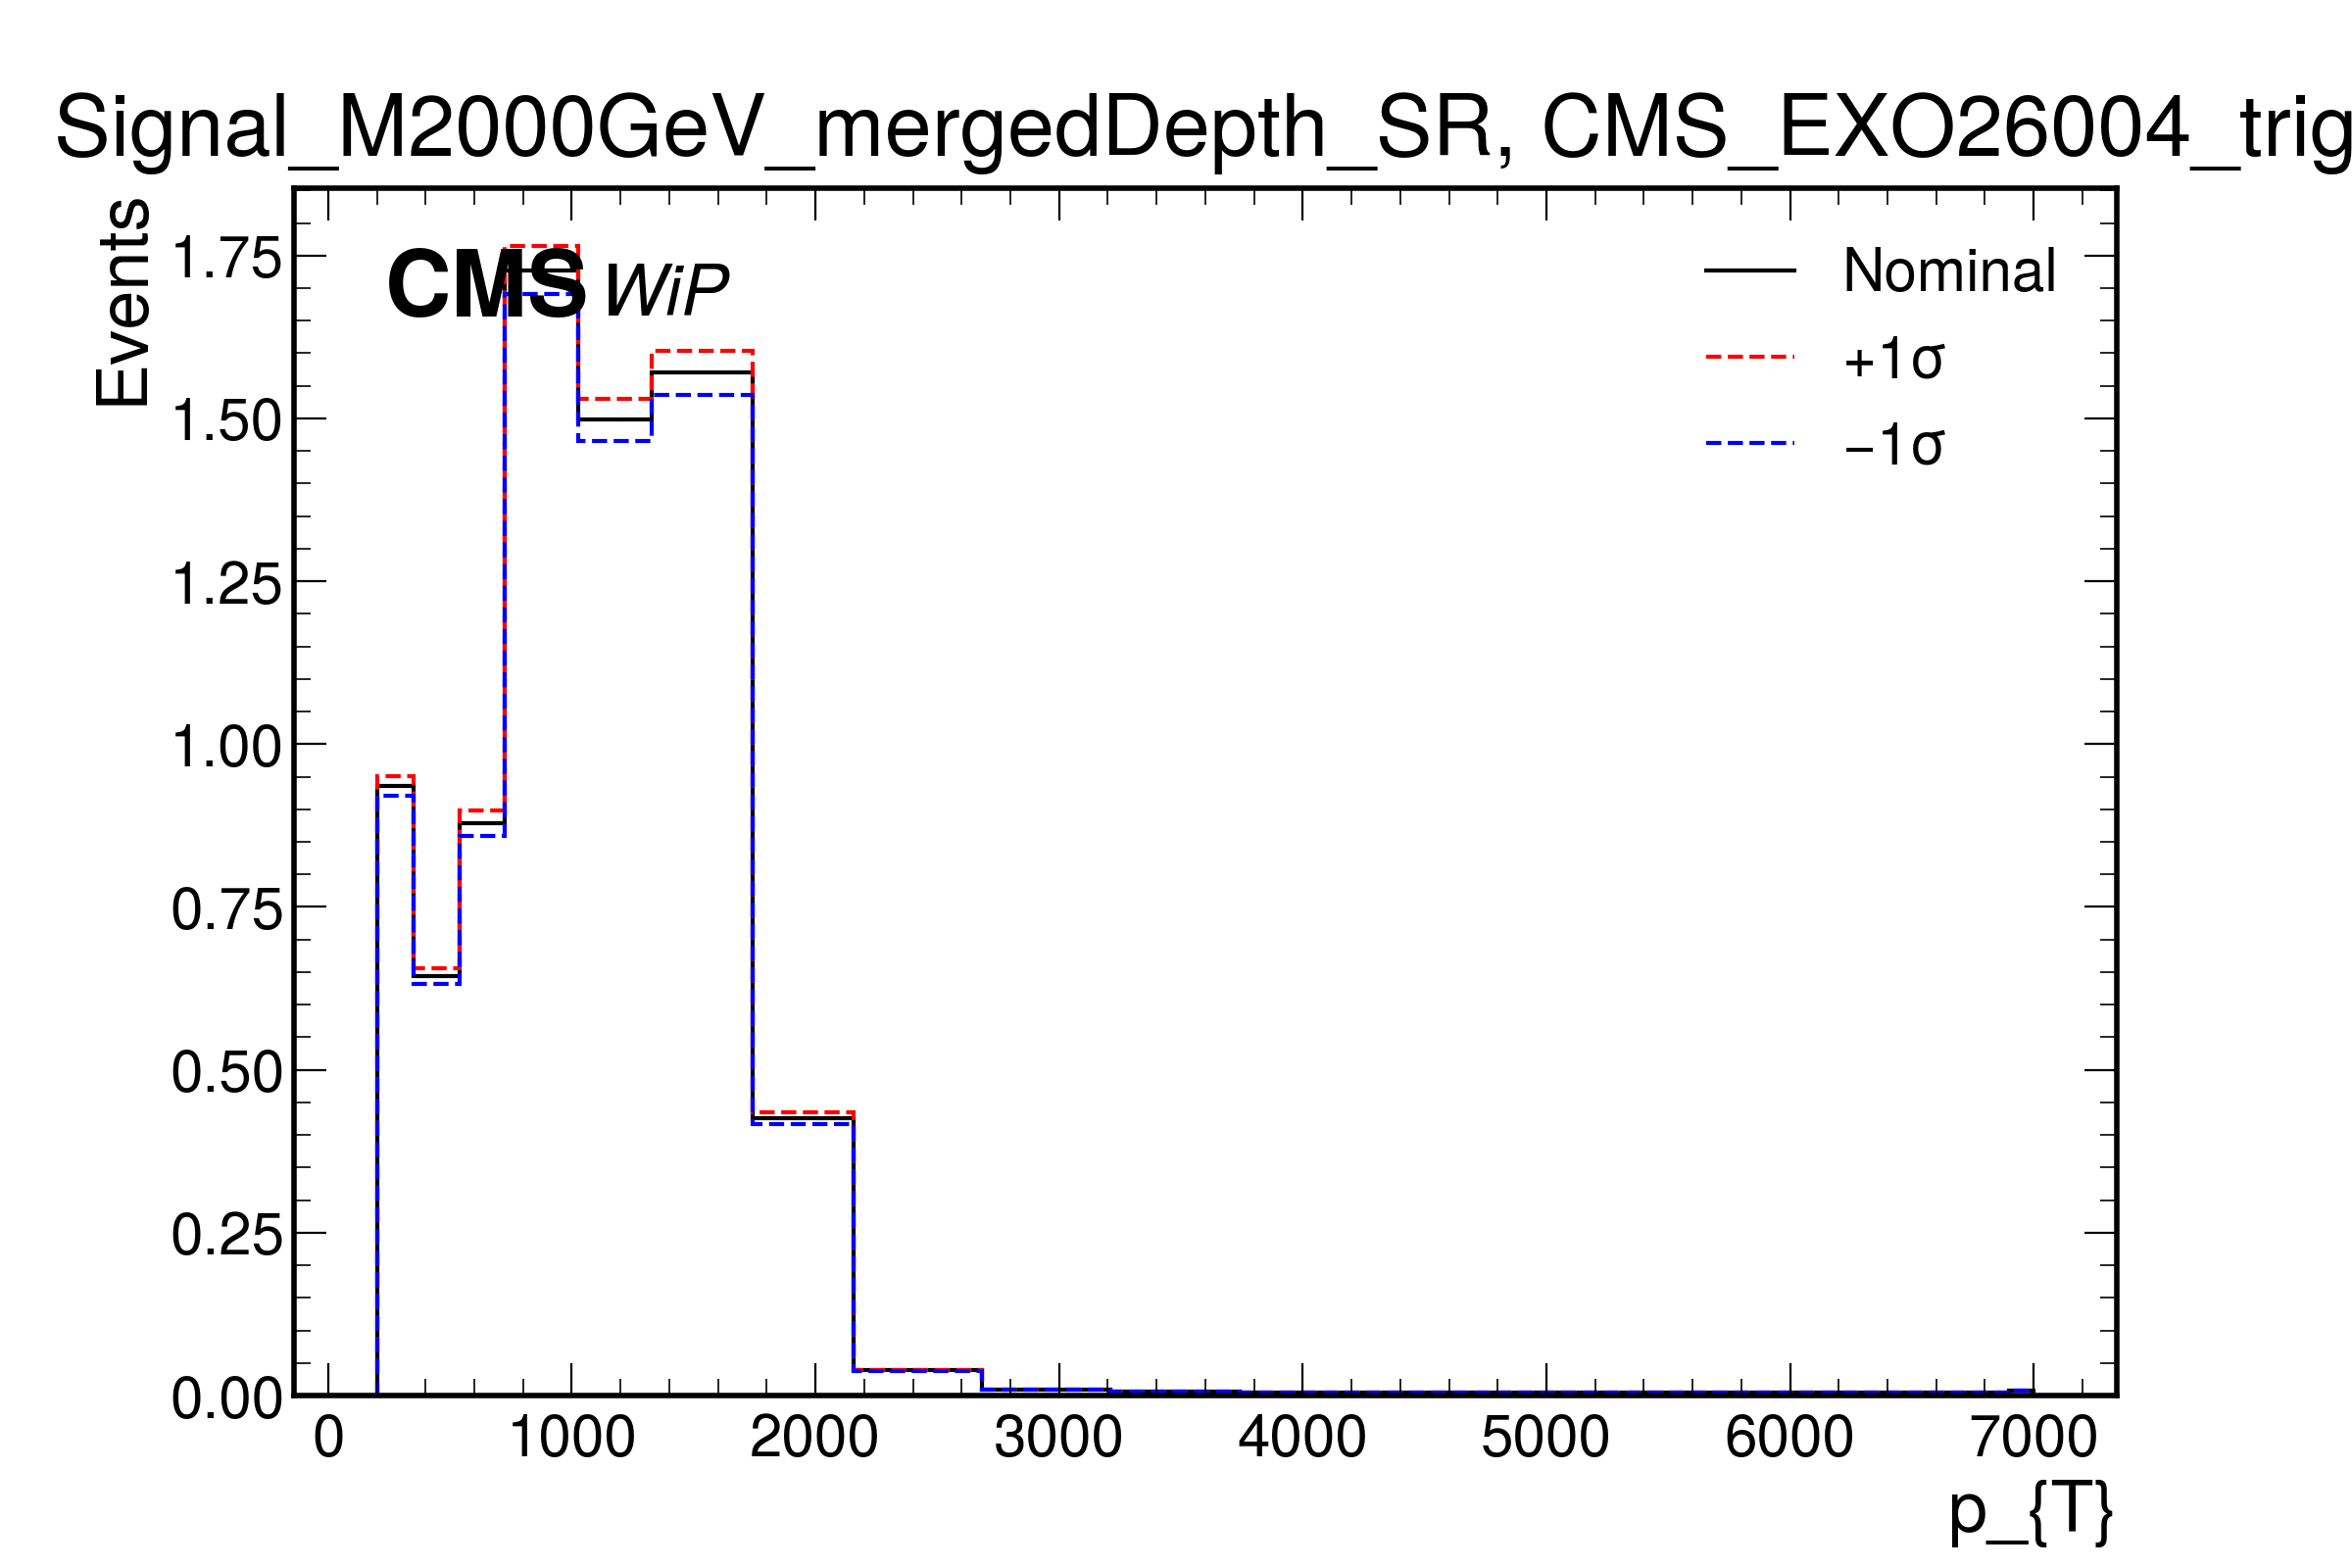 Signal_M2000GeV_mergedDepth_SR, CMS_EXO26004_trig
Events
CMS WiP
Nominal
+1σ
−1σ
1.75
1.50
1.25
1.00
0.75
0.50
0.25
0.00
0 1000 2000 3000 4000 5000 6000 7000
p_{T}